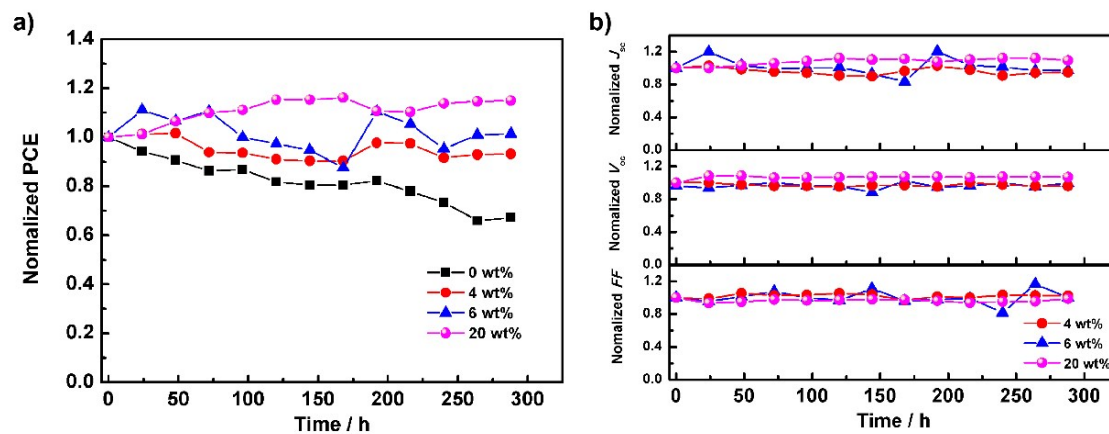 a)
Nomalized PCE
1.4
1.2
1.0
0.8
0.6
0.4
0.2
0.0
0 wt%
4 wt%
6 wt%
20 wt%
0 50 100 150 200 250 300
Time / h
b)
Normalized Jsc
1.2
0.8
0.4
0.0
Normalized Voc
1.2
0.8
0.4
0.0
Normalized FF
1.2
0.8
0.4
0.0
4 wt%
6 wt%
20 wt%
0 50 100 150 200 250 300
Time / h